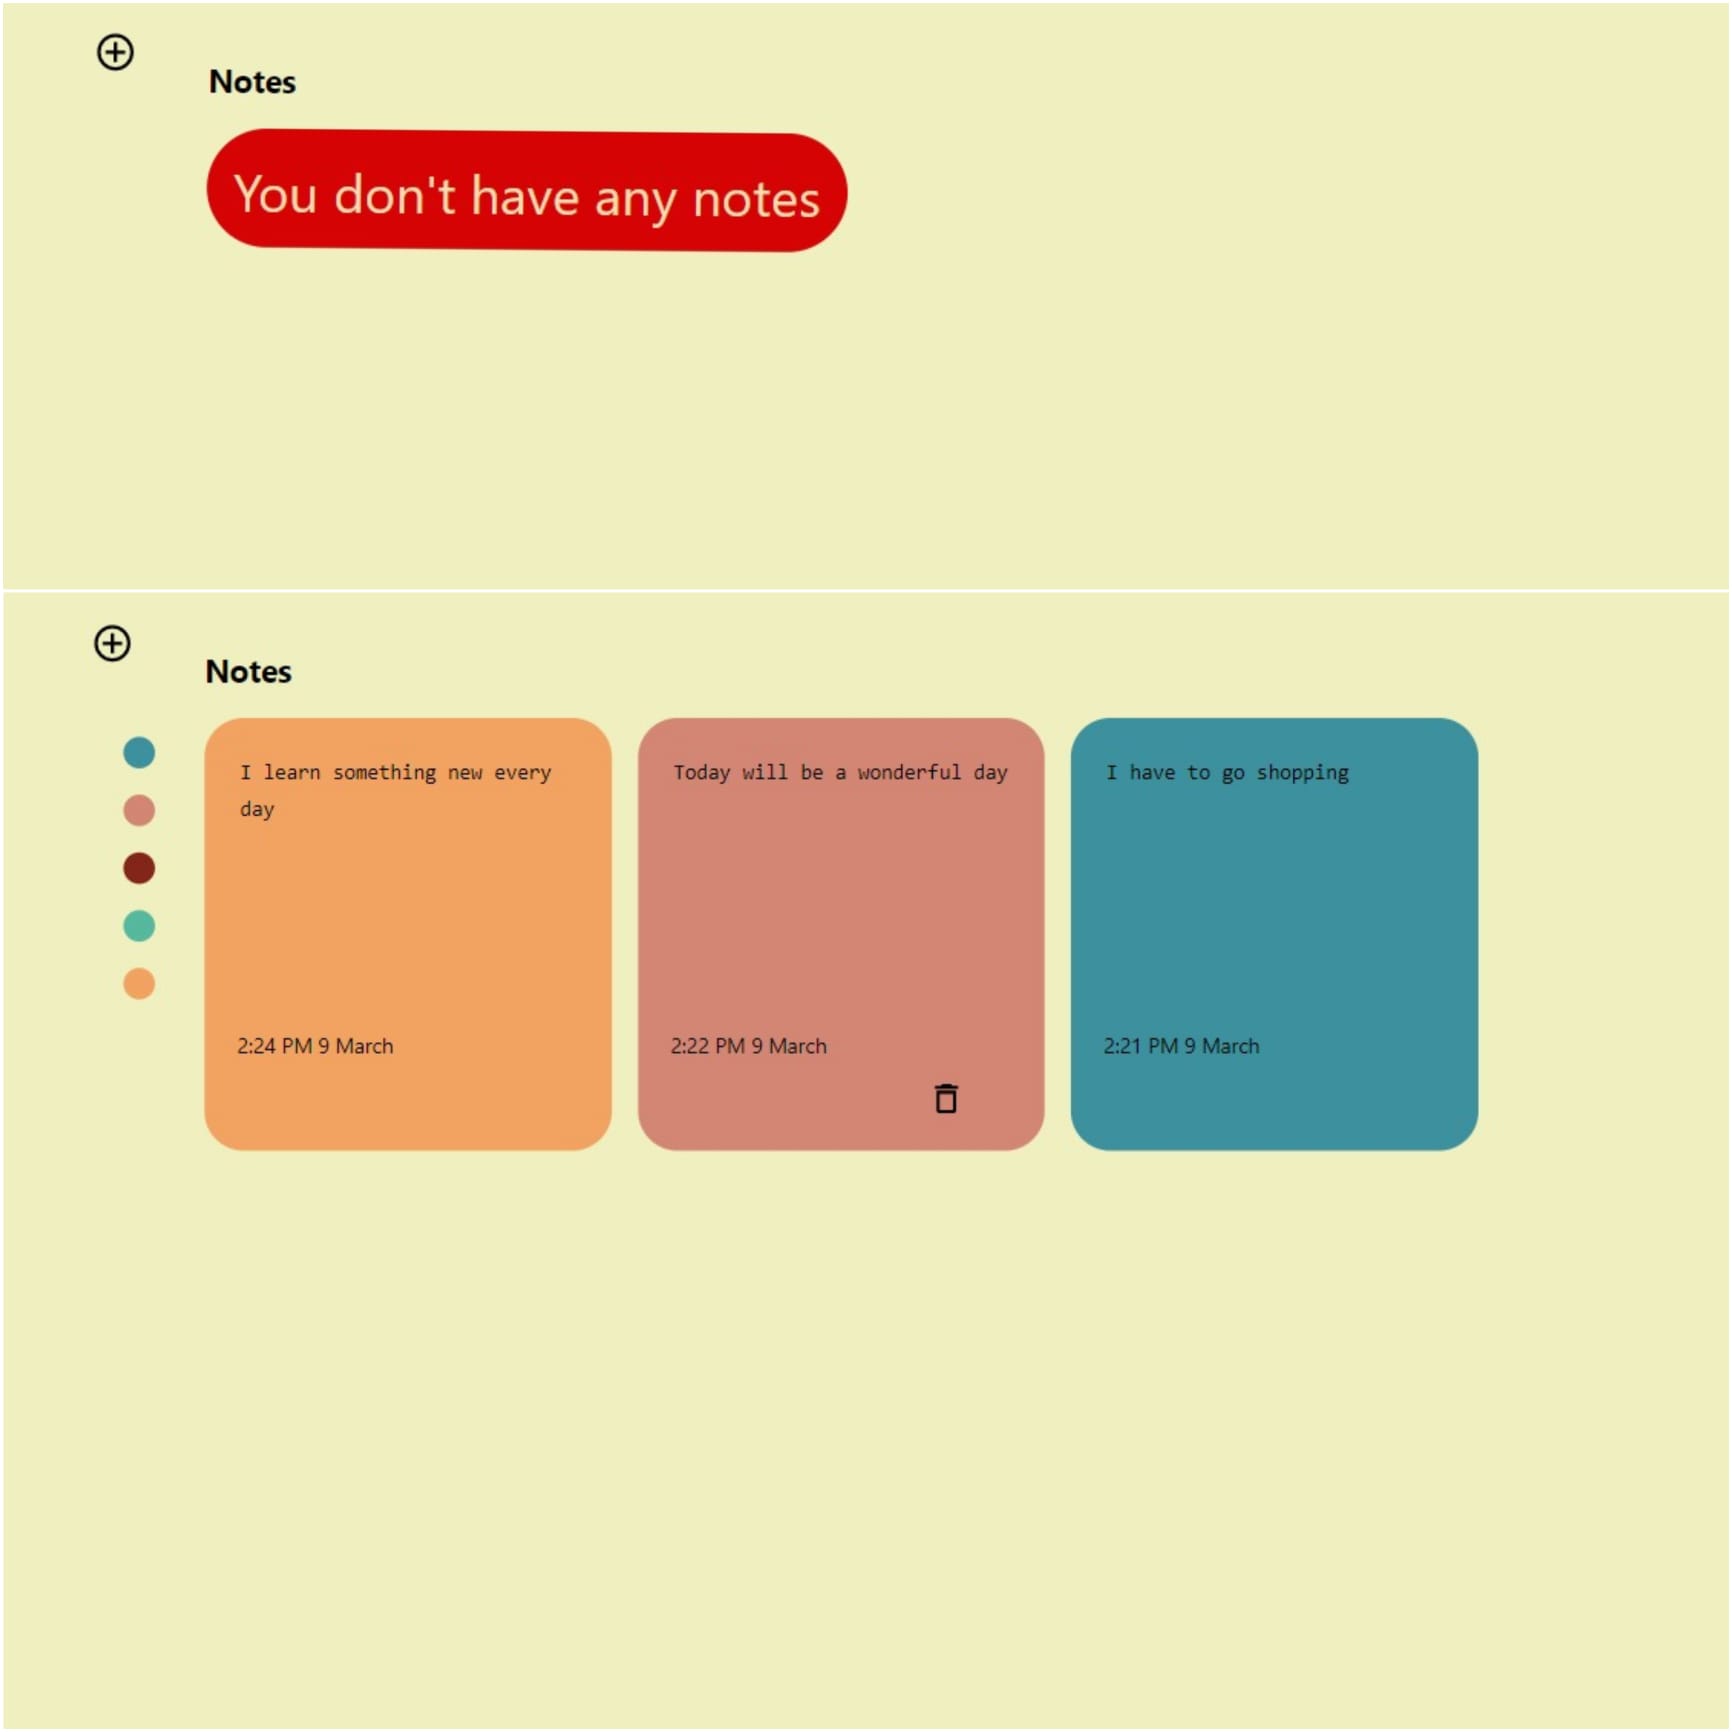 Notes
You don't have any notes
Notes
I learn something new every
day
2:24 PM 9 March
Today will be a wonderful day
2:22 PM 9 March
I have to go shopping
2:21 PM 9 March